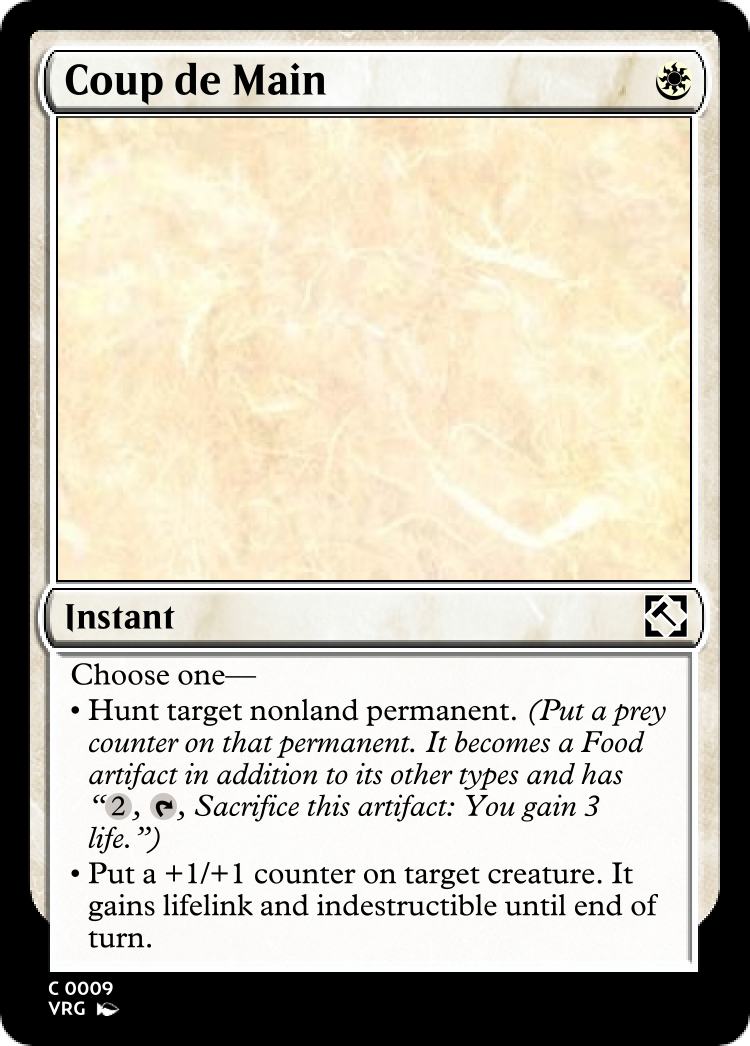 Coup de Main
Instant
Choose one—
• Hunt target nonland permanent. (Put a prey
counter on that permanent. It becomes a Food
artifact in addition to its other types and has
“2, , Sacrifice this artifact: You gain 3
life.”)
• Put a +1/+1 counter on target creature. It
gains lifelink and indestructible until end of
turn.
C 0009
VRG